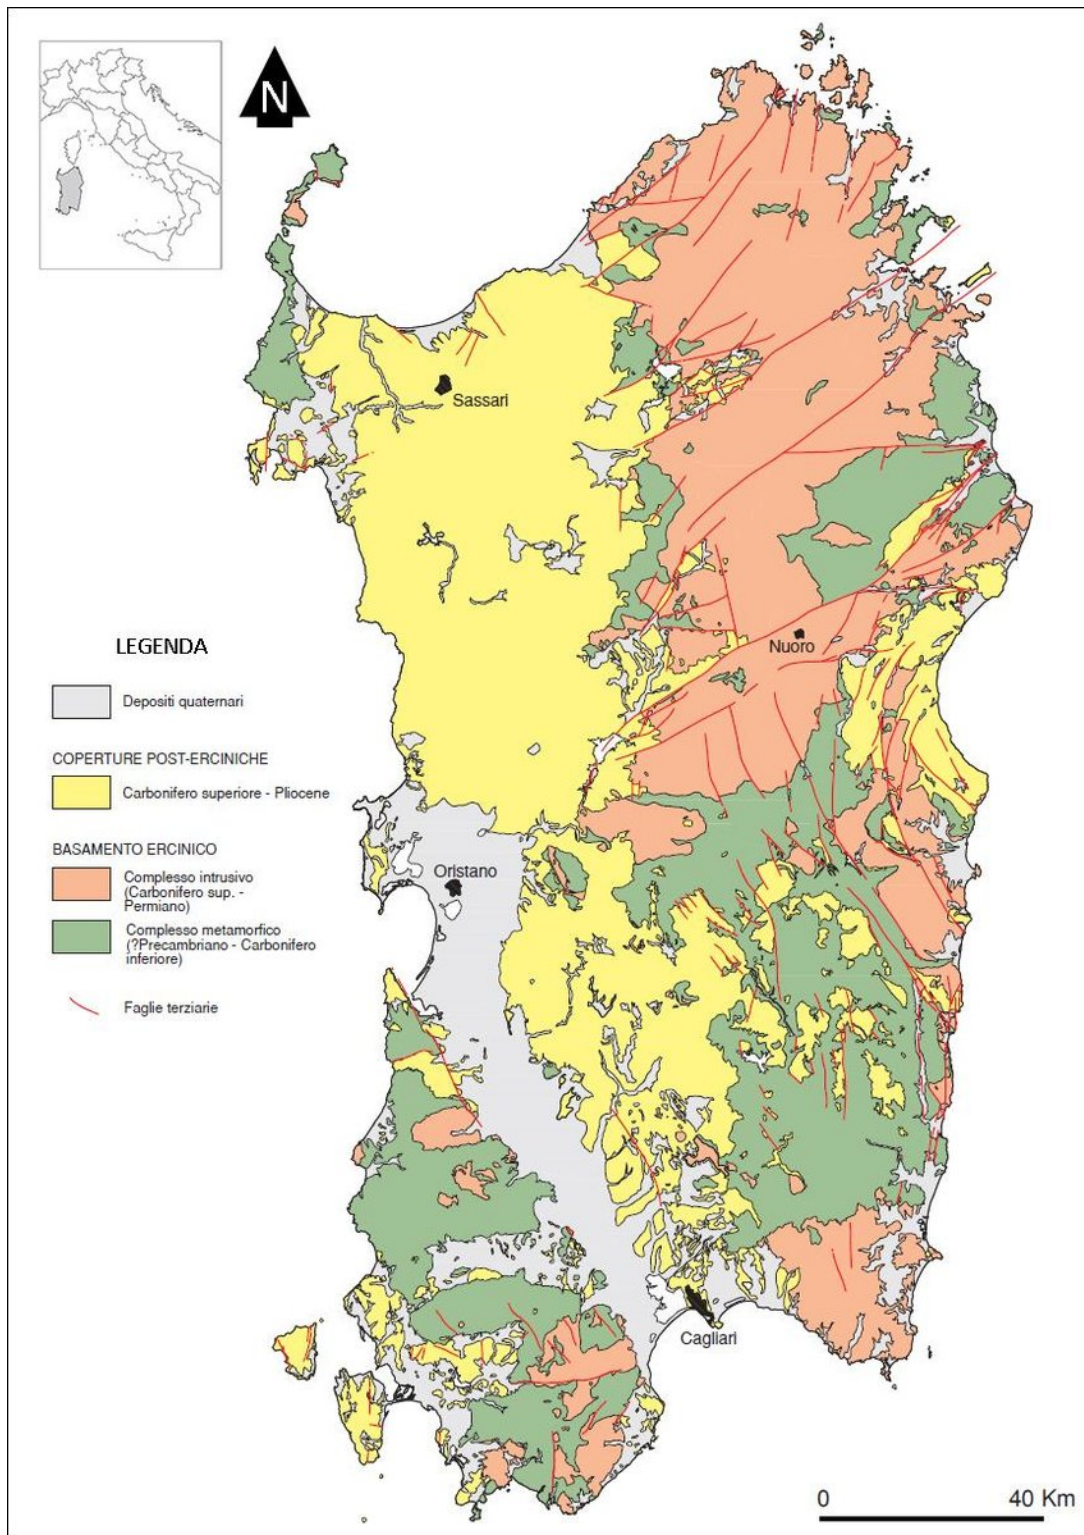 N
Sassari
Nuoro
LEGENDA
Depositi quaternari
COPERTURE POST-ERCINICHE
Carbonifero superiore - Pliocene
BASAMENTO ERCINICO
Complesso intrusivo
(Carbonifero sup. -
Permiano)
Complesso metamorfico
(?Precambriano - Carbonifero
inferiore)
Faglie terziarie
Oristano
Cagliari
0 40 Km